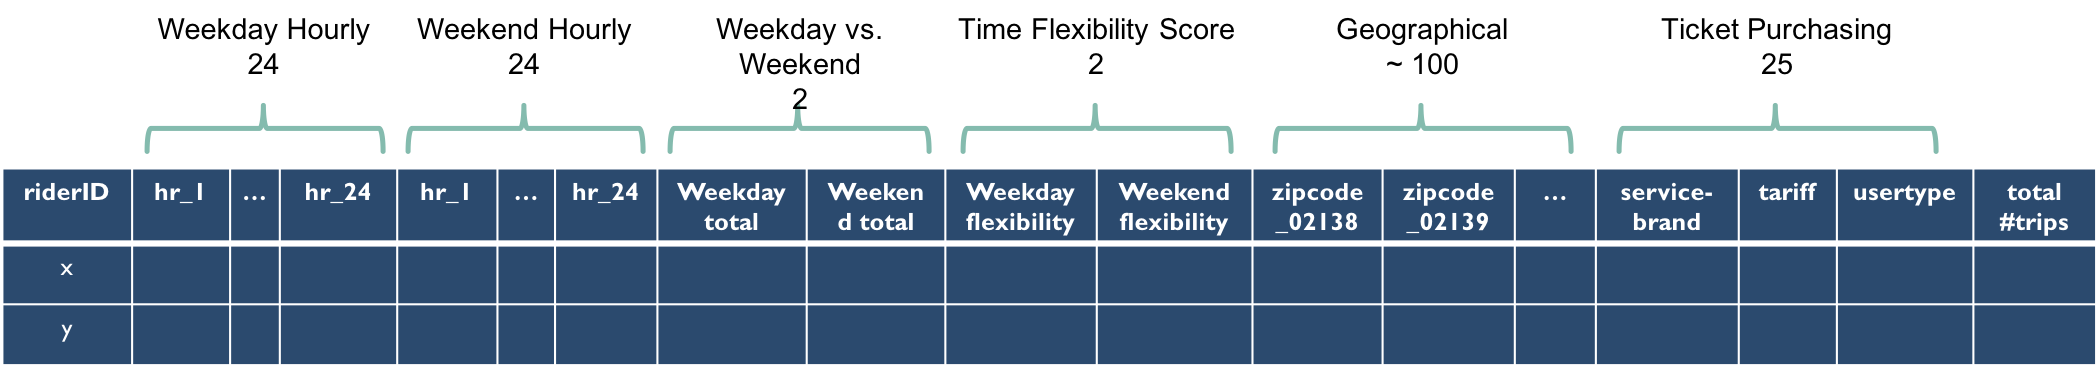 Weekday Hourly
24
Weekend Hourly
24
Weekday vs.
Weekend
2
Time Flexibility Score
2
Geographical
~ 100
Ticket Purchasing
25
riderID
hr_1
...
hr_24
hr_1
...
hr_24
Weekday
total
Weeken
d total
Weekday
flexibility
Weekend
flexibility
zipcode
_02138
zipcode
_02139
...
service-
brand
tariff
usertype
total
#trips
x
y